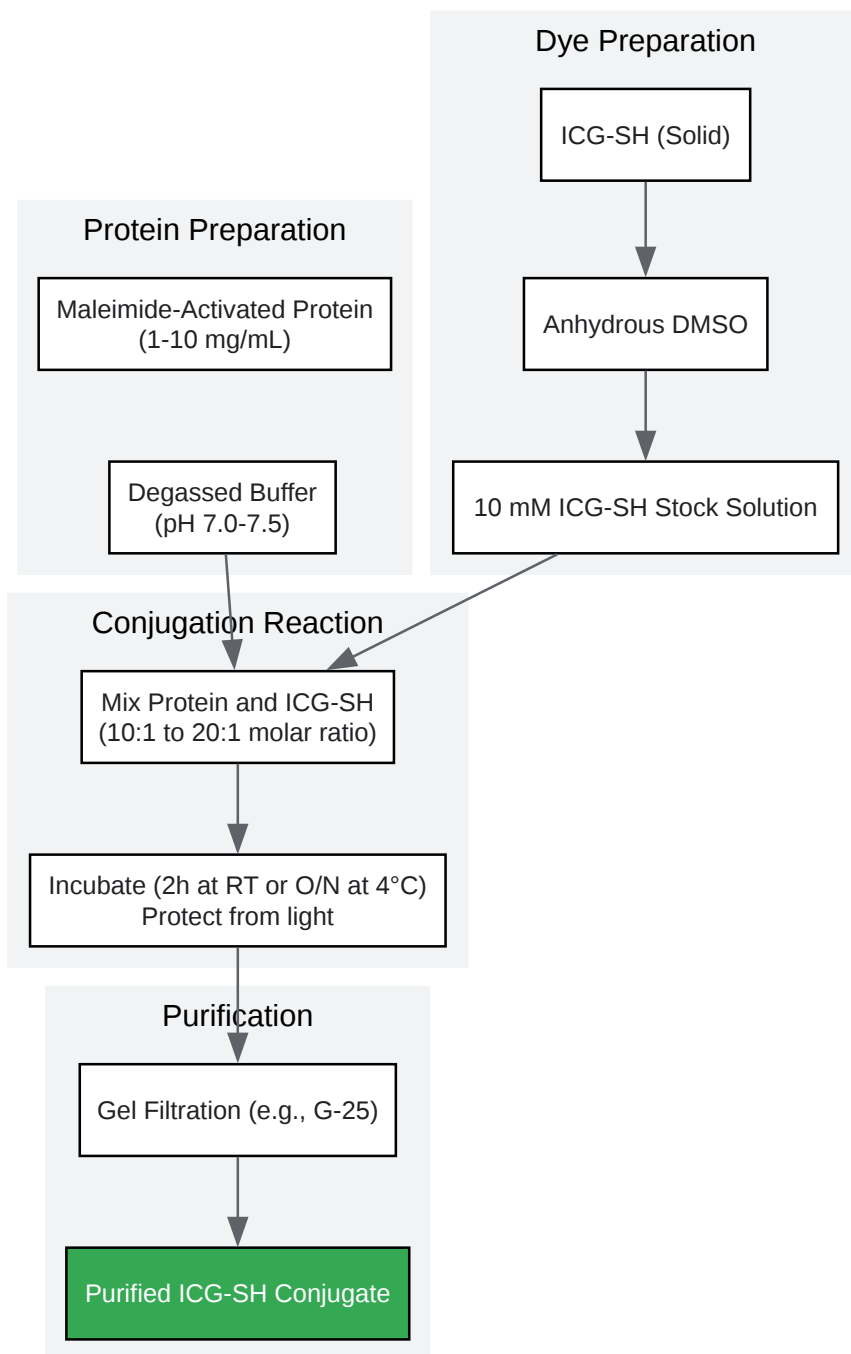 Dye Preparation
ICG-SH (Solid)
Protein Preparation
Maleimide-Activated Protein
(1-10 mg/mL)
Anhydrous DMSO
Degassed Buffer
(pH 7.0-7.5)
10 mM ICG-SH Stock Solution
Conjugation Reaction
Mix Protein and ICG-SH
(10:1 to 20:1 molar ratio)
Incubate (2h at RT or O/N at 4°C)
Protect from light
Purification
Gel Filtration (e.g., G-25)
Purified ICG-SH Conjugate